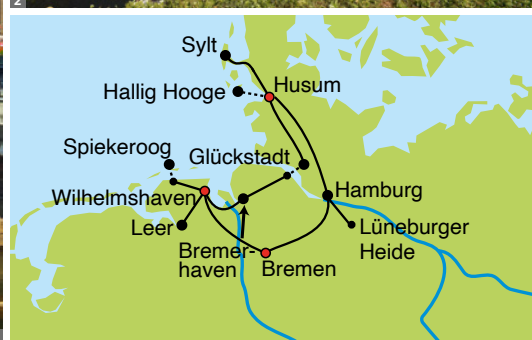 2
Sylt
Hallig Hooge
Husum
Spiekeroog
Glückstadt
Wilhelmshaven
Hamburg
Leer
Lüneburger
Heide
Bremer-
haven
Bremen